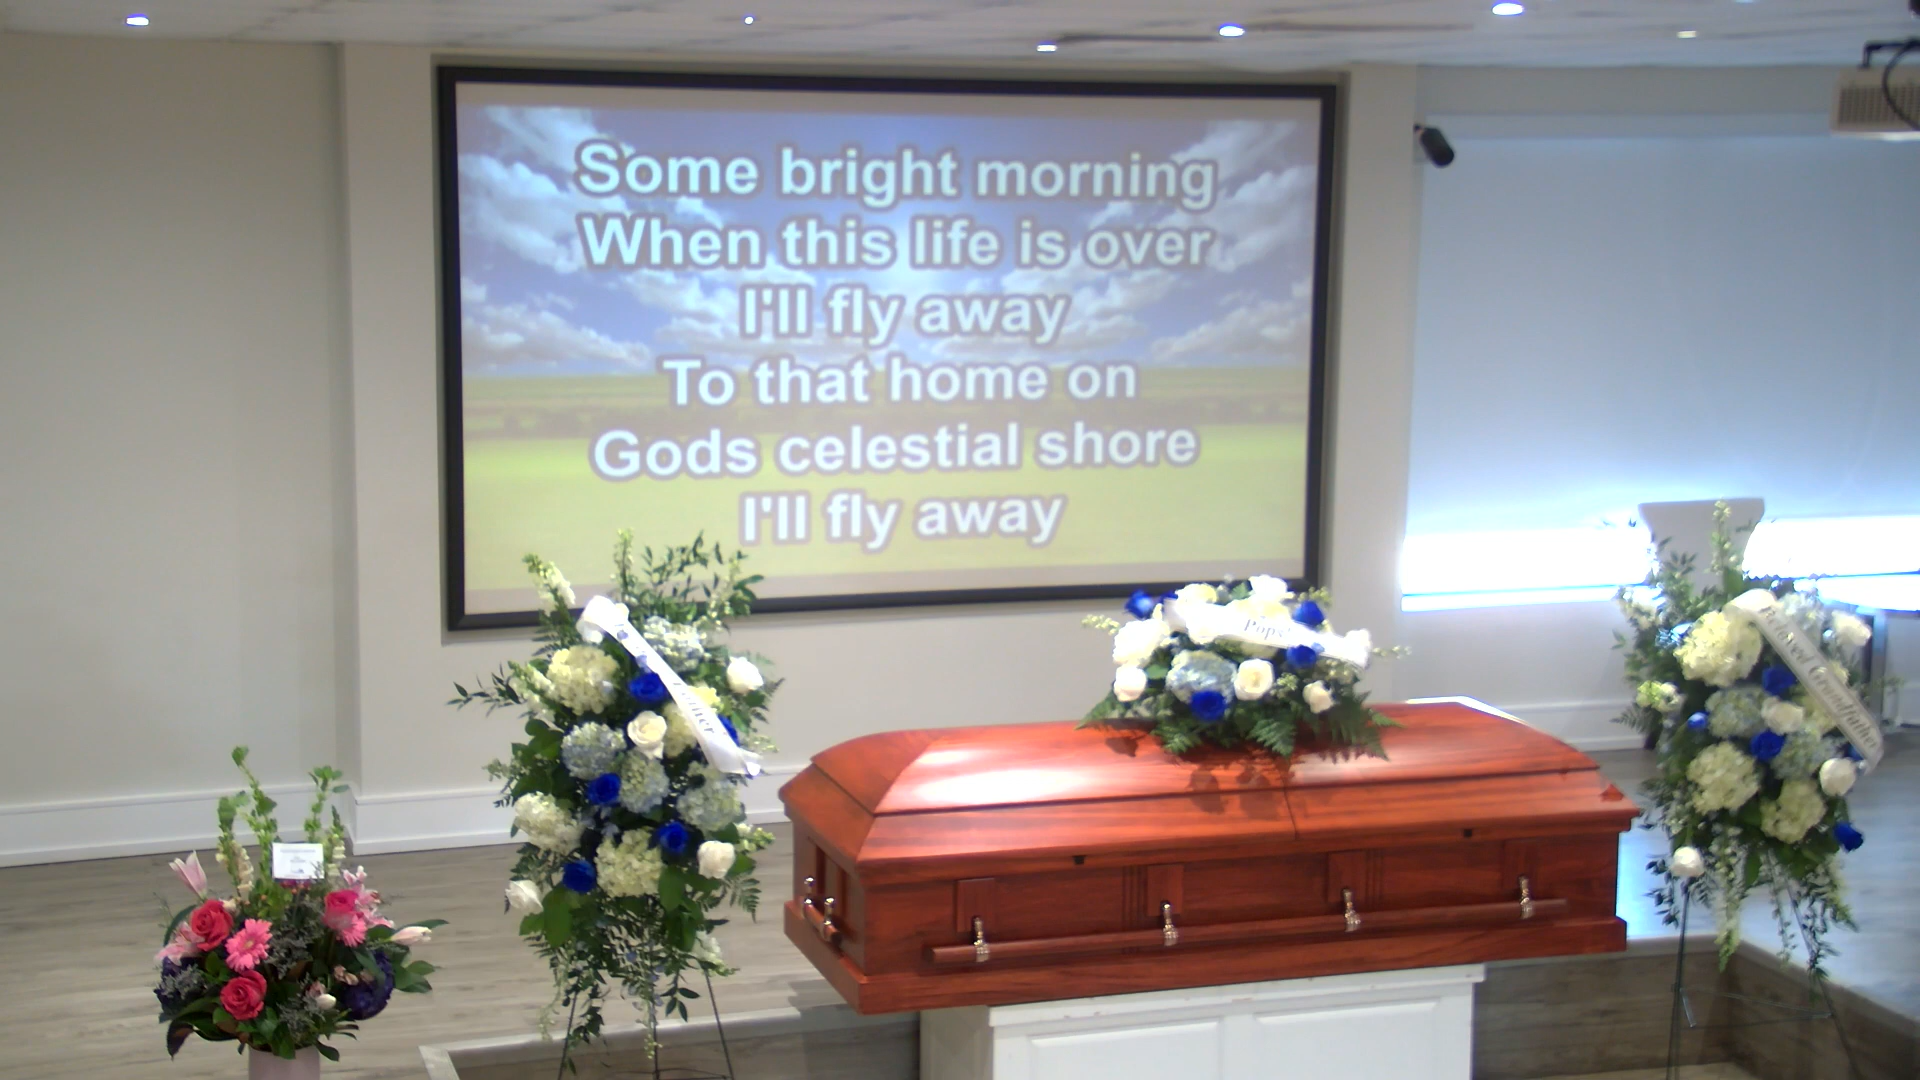 Some bright morning
When this life is over
I'll fly away
To that home on
Gods celestial shore
I'll fly away
Pops
Beloved Grandfather